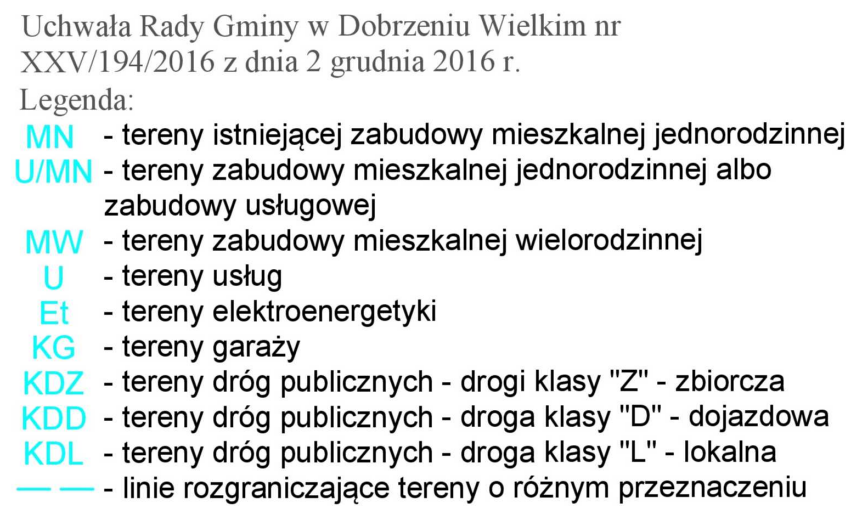 Uchwała Rady Gminy w Dobrzeniu Wielkim nr
XXV/194/2016 z dnia 2 grudnia 2016 r.
Legenda:
MN - tereny istniejącej zabudowy mieszkalnej jednorodzinnej
U/MN - tereny zabudowy mieszkalnej jednorodzinnej albo
zabudowy usługowej
MW - tereny zabudowy mieszkalnej wielorodzinnej
U - tereny usług
Et - tereny elektroenergetyki
KG - tereny garaży
KDZ - tereny dróg publicznych - drogi klasy "Z" - zbiorcza
KDD - tereny dróg publicznych - droga klasy "D" - dojazdowa
KDL - tereny dróg publicznych - droga klasy "L" - lokalna
- linie rozgraniczające tereny o różnym przeznaczeniu